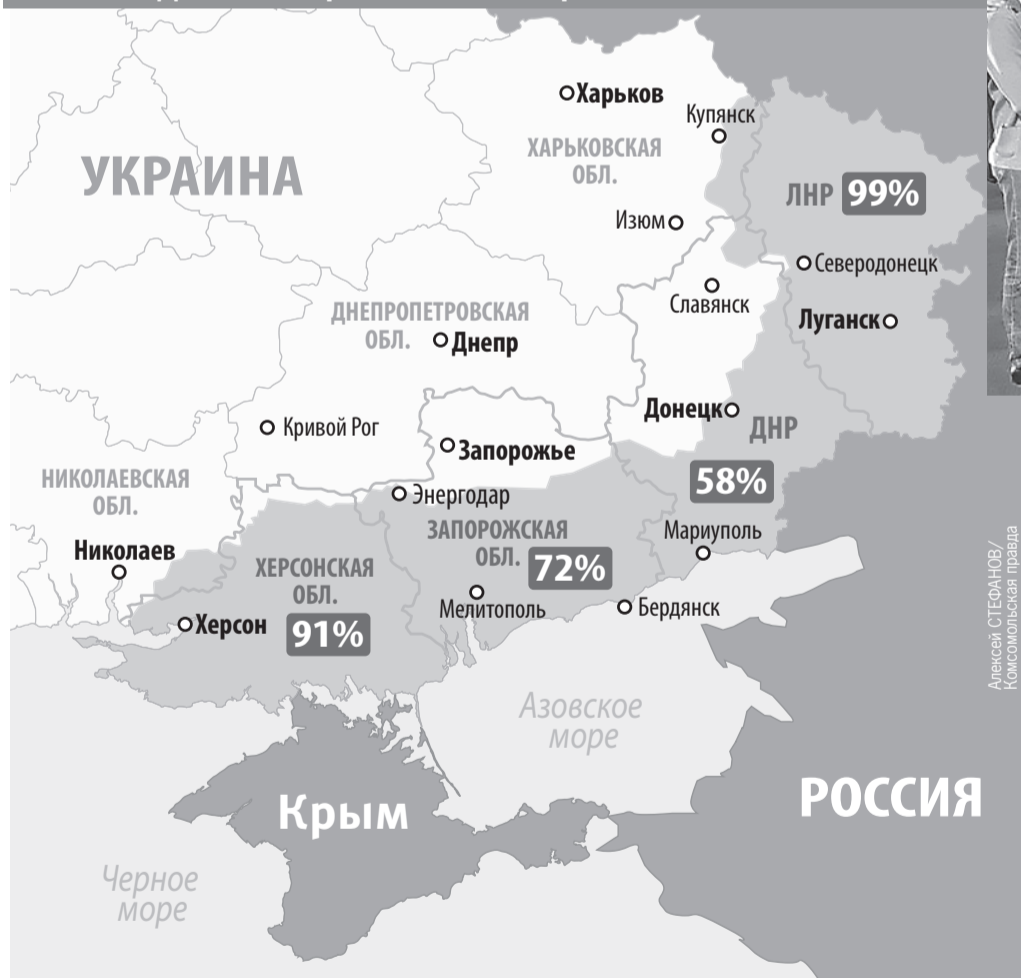 Харьков
Купянск
ХАРЬКОВСКАЯ
ОБЛ.
УКРАИНА
ЛНР 99%
Изюм
Северодонецк
Славянск
ДНЕПРОПЕТРОВСКАЯ
ОБЛ.
Днепр
Луганск
Донецк
ДНР
58%
Кривой Рог
Запорожье
НИКОЛАЕВСКАЯ
ОБЛ.
Энергодар
ЗАПОРОЖСКАЯ
ОБЛ. 72%
Мариуполь
Николаев
ХЕРСОНСКАЯ
ОБЛ.
91%
Мелитополь
Бердянск
Херсон
Азовское
море
Крым
РОССИЯ
Черное
море
Алексей СТЕФАНОВ/
Комсомольская правда